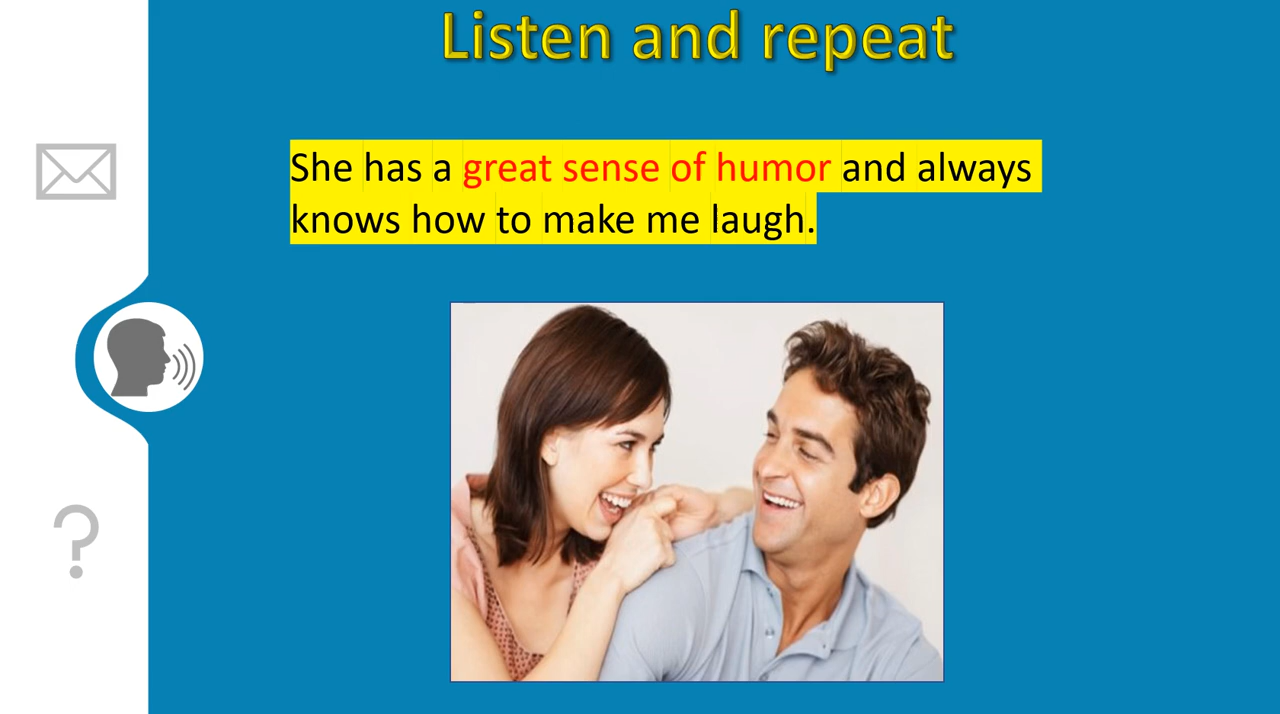 Listen and repeat
She has a great sense of humor and always
knows how to make me laugh.
?